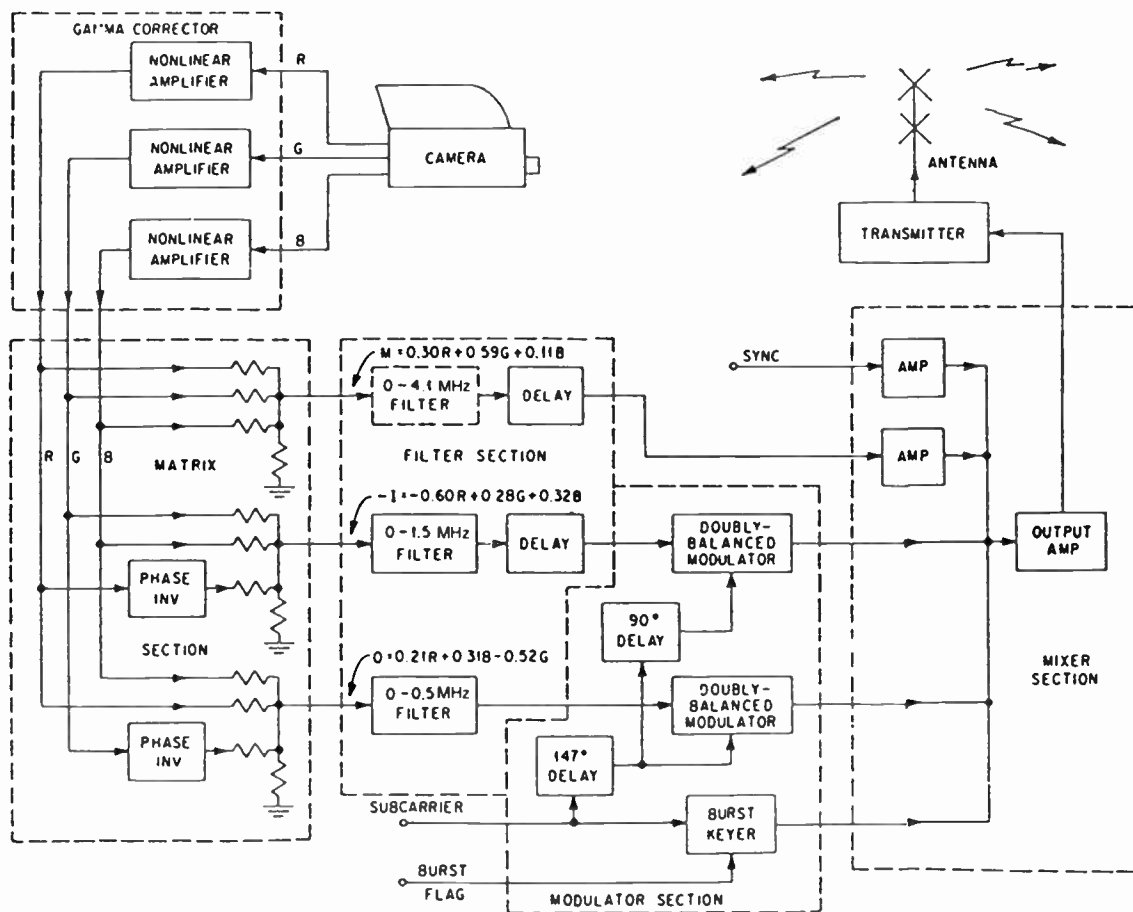 GAMMA CORRECTOR
NONLINEAR
AMPLIFIER
R
NONLINEAR
AMPLIFIER
G
CAMERA
NONLINEAR
AMPLIFIER
B
ANTENNA
TRANSMITTER
M = 0.30R + 0.59G + 0.11B
SYNC
AMP
0 – 4.1 MHz
FILTER
DELAY
R
G
B
MATRIX
FILTER SECTION
AMP
– I = – 0.60R + 0.28G + 0.32B
0 – 1.5 MHz
FILTER
DELAY
DOUBLY-
BALANCED
MODULATOR
OUTPUT
AMP
PHASE
INV
SECTION
90°
DELAY
Q = 0.21R + 0.31B – 0.52G
0 – 0.5 MHz
FILTER
DOUBLY-
BALANCED
MODULATOR
MIXER
SECTION
PHASE
INV
147°
DELAY
SUBCARRIER
BURST
KEYER
BURST
FLAG
MODULATOR SECTION